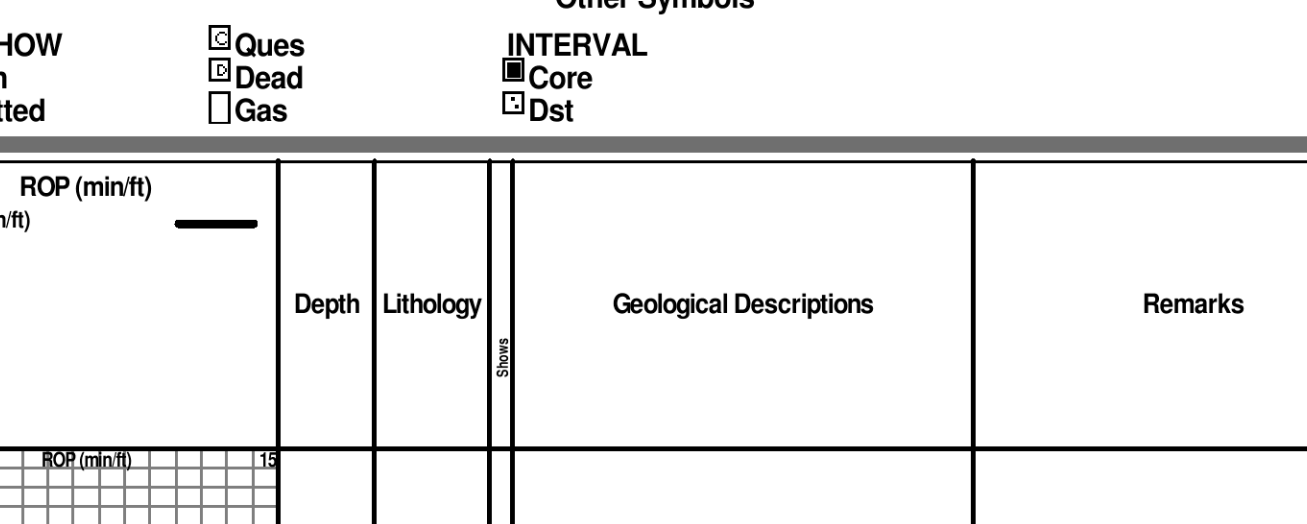 Other Symbols
HOW
Ques
INTERVAL
Dead
Core
tted
Gas
Dst
ROP (min/ft)
n/ft)
Depth
Lithology
Shows
Geological Descriptions
Remarks
ROP (min/ft)
15